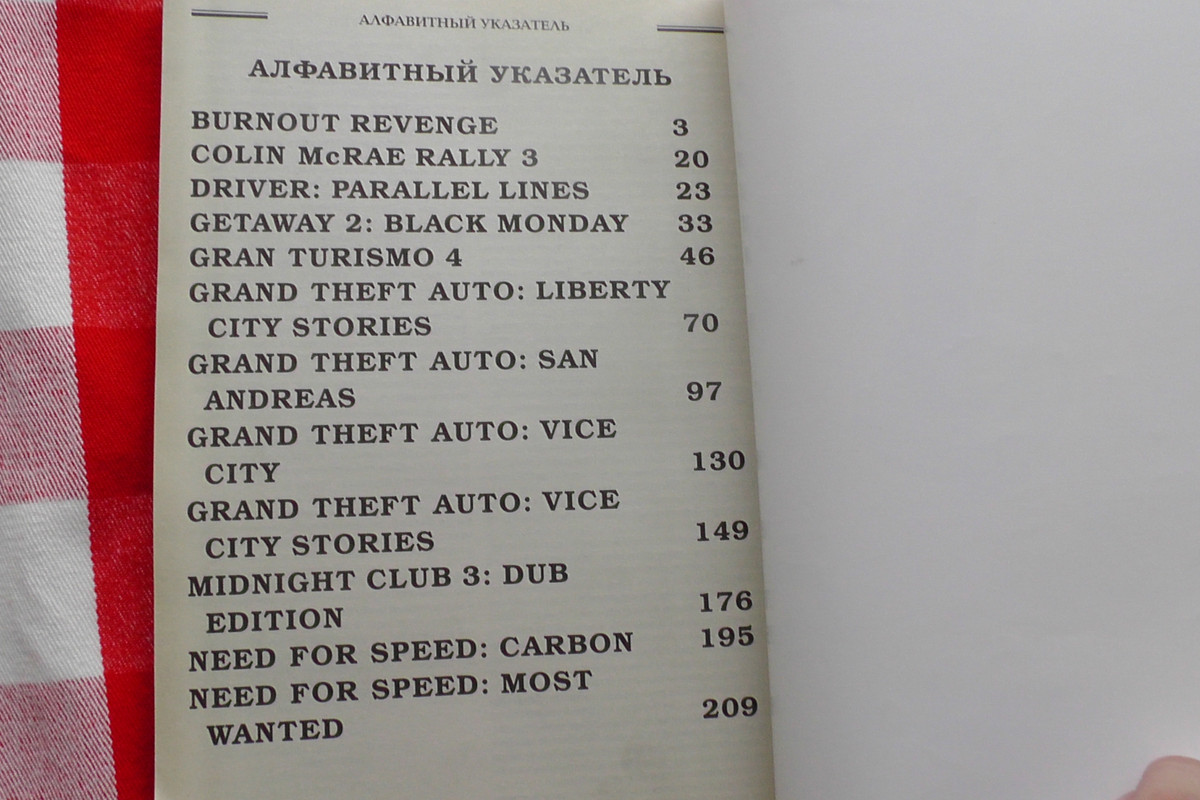 АЛФАВИТНЫЙ УКАЗАТЕЛЬ
АЛФАВИТНЫЙ УКАЗАТЕЛЬ
BURNOUT REVENGE 3
COLIN McRAE RALLY 3 20
DRIVER: PARALLEL LINES 23
GETAWAY 2: BLACK MONDAY 33
GRAN TURISMO 4 46
GRAND THEFT AUTO: LIBERTY
CITY STORIES 70
GRAND THEFT AUTO: SAN
ANDREAS 97
GRAND THEFT AUTO: VICE
CITY 130
GRAND THEFT AUTO: VICE
CITY STORIES 149
MIDNIGHT CLUB 3: DUB
EDITION 176
NEED FOR SPEED: CARBON 195
NEED FOR SPEED: MOST
WANTED 209